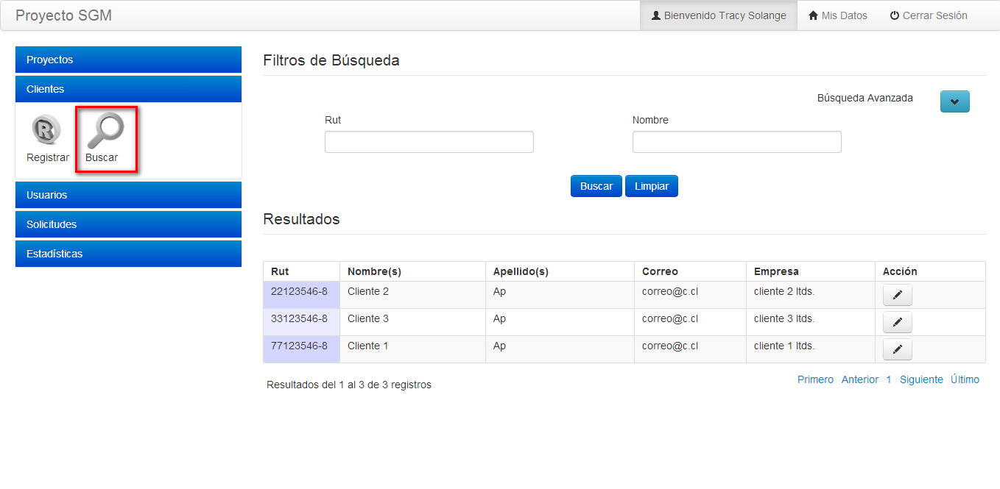 Proyecto SGM
Bienvenido Tracy Solange Mis Datos Cerrar Sesión
Proyectos
Clientes
Registrar Buscar
Usuarios
Solicitudes
Estadísticas
Filtros de Búsqueda
Búsqueda Avanzada
Rut Nombre
Buscar Limpiar
Resultados
Rut Nombre(s) Apellido(s) Correo Empresa Acción
22123546-8 Cliente 2 Ap correo@c.cl cliente 2 ltds.
33123546-8 Cliente 3 Ap correo@c.cl cliente 3 ltds.
77123546-8 Cliente 1 Ap correo@c.cl cliente 1 ltds.
Resultados del 1 al 3 de 3 registros
Primero Anterior 1 Siguiente Último